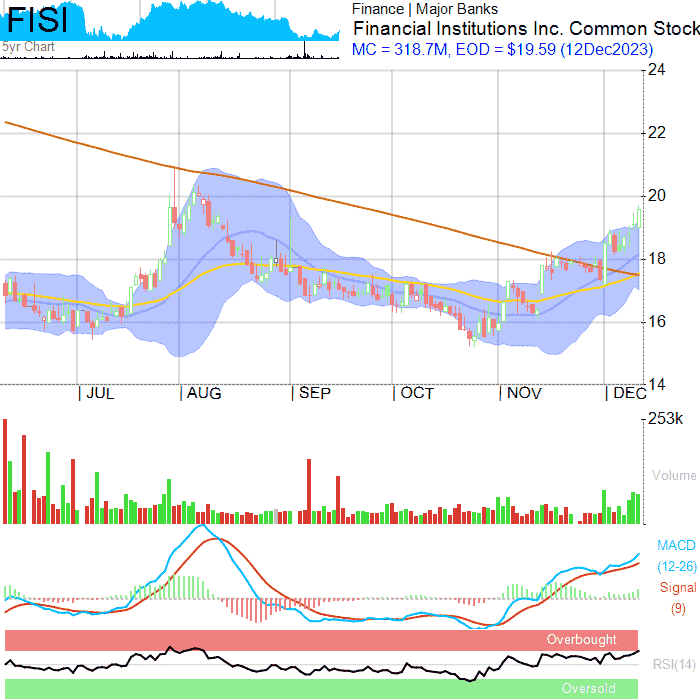 FISI
5yr Chart
Finance | Major Banks
Financial Institutions Inc. Common Stock
MC = 318.7M, EOD = $19.59 (12Dec2023)
24
22
20
18
16
14
| JUL | AUG | SEP | OCT | NOV | DEC
253k
Volume
MACD
(12-26)
Signal
(9)
Overbought
RSI(14)
Oversold